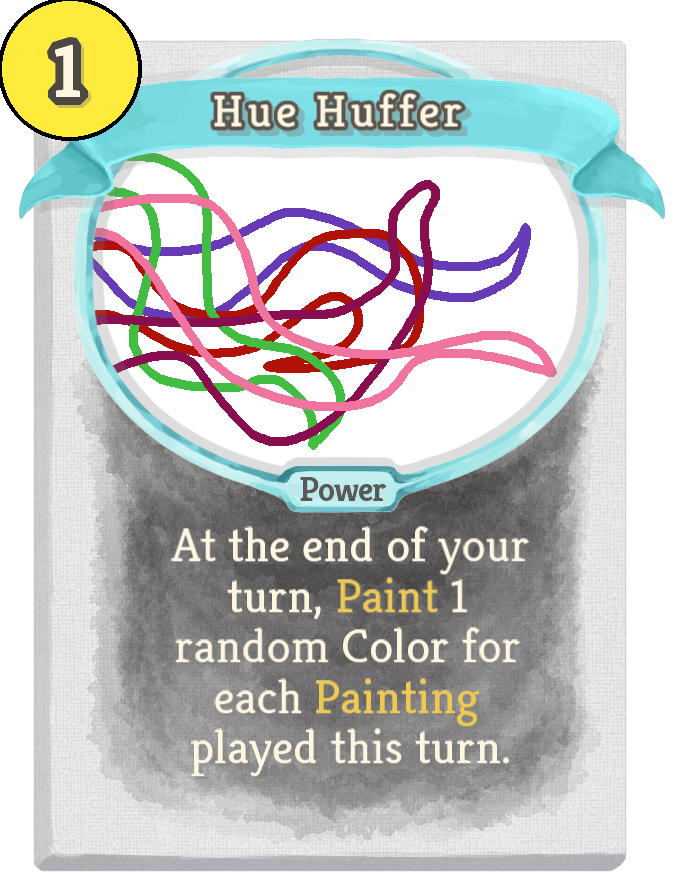 1
Hue Huffer
Power
At the end of your
turn, Paint 1
random Color for
each Painting
played this turn.